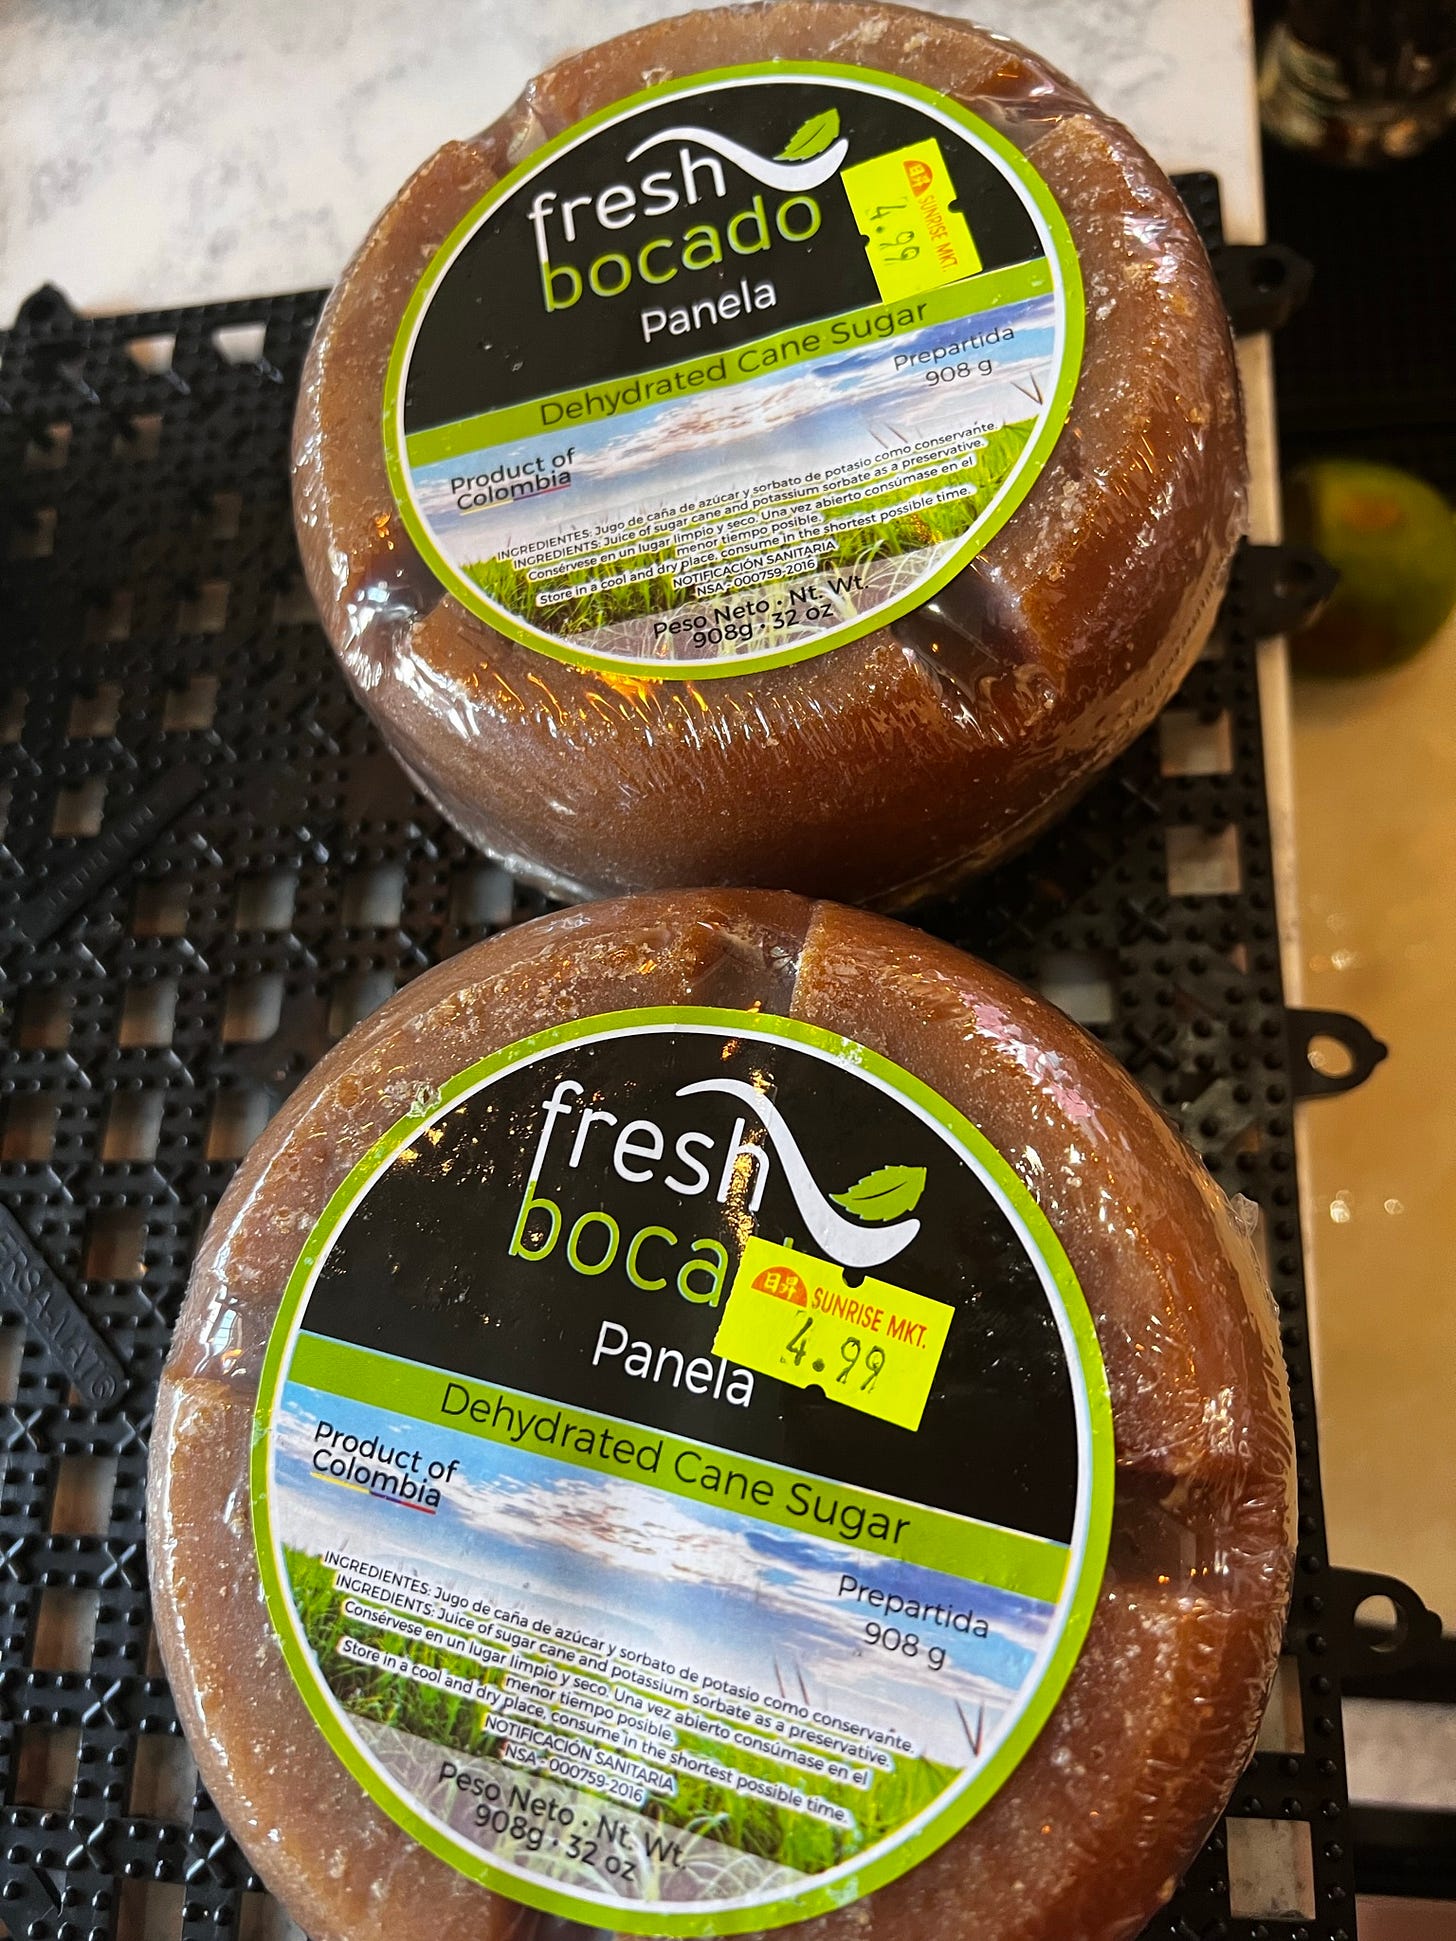 fresh
bocado
日昇 SUNRISE MKT.
4.99
Panela
Dehydrated Cane Sugar
Prepartida
908 g
Product of
Colombia
INGREDIENTES: Jugo de caña de azúcar y sorbato de potasio como conservante.
INGREDIENTS: Juice of sugar cane and potassium sorbate as a preservative.
Consérvese en un lugar limpio y seco. Una vez abierto consúmase en el
menor tiempo posible.
Store in a cool and dry place, consume in the shortest possible time.
NOTIFICACIÓN SANITARIA
NSA - 000759-2016
Peso Neto • Nt. Wt.
908g • 32 oz
fresh
boca
日昇 SUNRISE MKT.
4.99
Panela
Dehydrated Cane Sugar
Product of
Colombia
Prepartida
908 g
INGREDIENTES: Jugo de caña de azúcar y sorbato de potasio como conservante.
INGREDIENTS: Juice of sugar cane and potassium sorbate as a preservative.
Consérvese en un lugar limpio y seco. Una vez abierto consúmase en el
menor tiempo posible.
Store in a cool and dry place, consume in the shortest possible time.
NOTIFICACIÓN SANITARIA
NSA - 000759-2016
Peso Neto • Nt. Wt.
908g • 32 oz